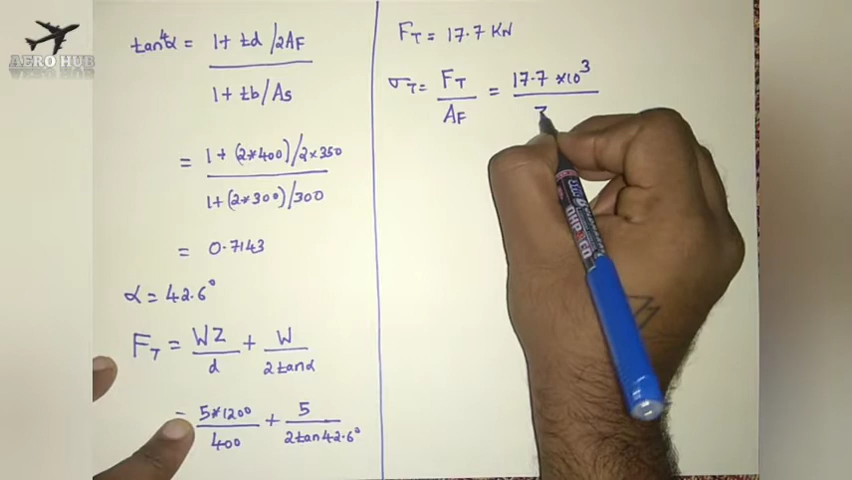 AERO HUB
tan⁴α = 1 + td/2AF
1 + tb/As
= 1 + (2*400)/2×350
1+(2*300)/300
= 0.7143
α = 42.6°
FT = WZ/d + W/2tanα
= 5*1200/400 + 5/2tan42.6°
FT = 17.7 KN
σT = FT/AF = 17.7 *10³